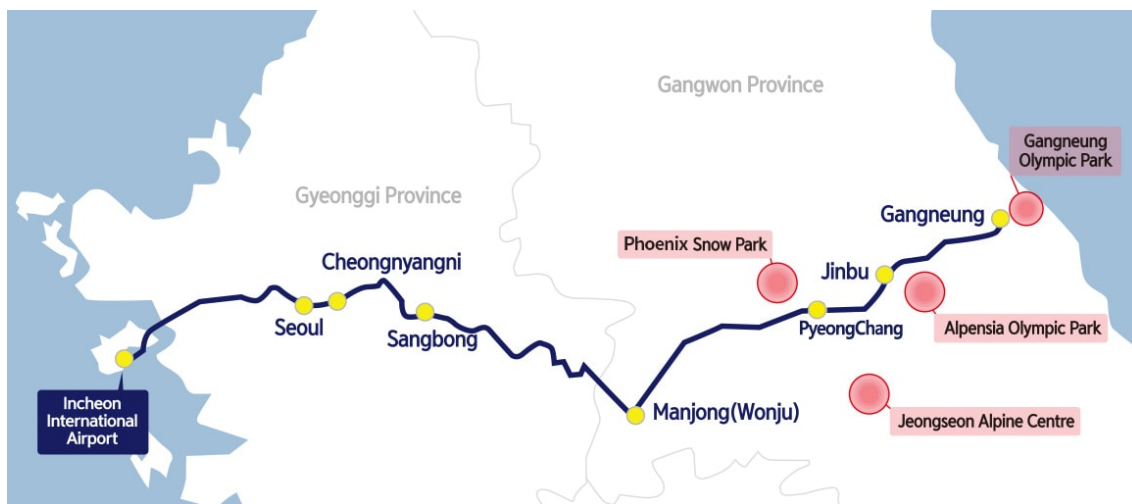 Gangwon Province
Gangneung
Olympic Park
Gyeonggi Province
Gangneung
Phoenix Snow Park
Cheongnyangni
Jinbu
Seoul
Sangbong
PyeongChang
Alpensia Olympic Park
Incheon
International
Airport
Manjong(Wonju)
Jeongseon Alpine Centre